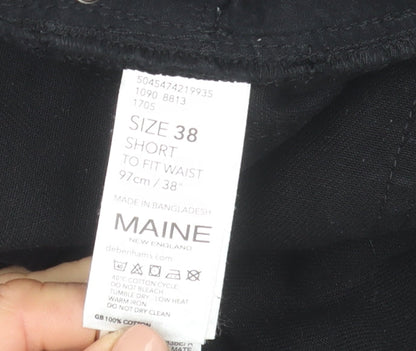 5045474219935
1090 8813
1705
SIZE 38
SHORT
TO FIT WAIST
97cm / 38"
MADE IN BANGLADESH
MAINE
NEW ENGLAND
debenhams.com
40°C COTTON CYCLE
DO NOT BLEACH
TUMBLE DRY LOW HEAT
WARM IRON
DO NOT DRY CLEAN
GB 100% COTTON